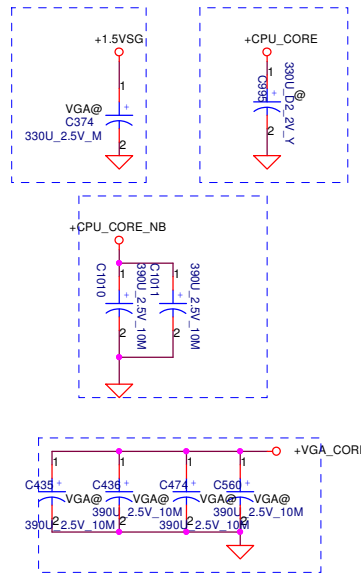 +1.5VSG
1
VGA@
+
C374
330U_2.5V_M
2
+CPU_CORE
1
+
@
C995
330U_D2_2V_Y
2
+CPU_CORE_NB
1
+
C1010
390U_2.5V_10M
2
1
+
C1011
390U_2.5V_10M
2
+VGA_CORE
1 1 1 1
C435 + C436 + C474 + C560 +
VGA@ VGA@ VGA@ VGA@
390U_2.5V_10M 390U_2.5V_10M 390U_2.5V_10M 390U_2.5V_10M
2 2 2 2